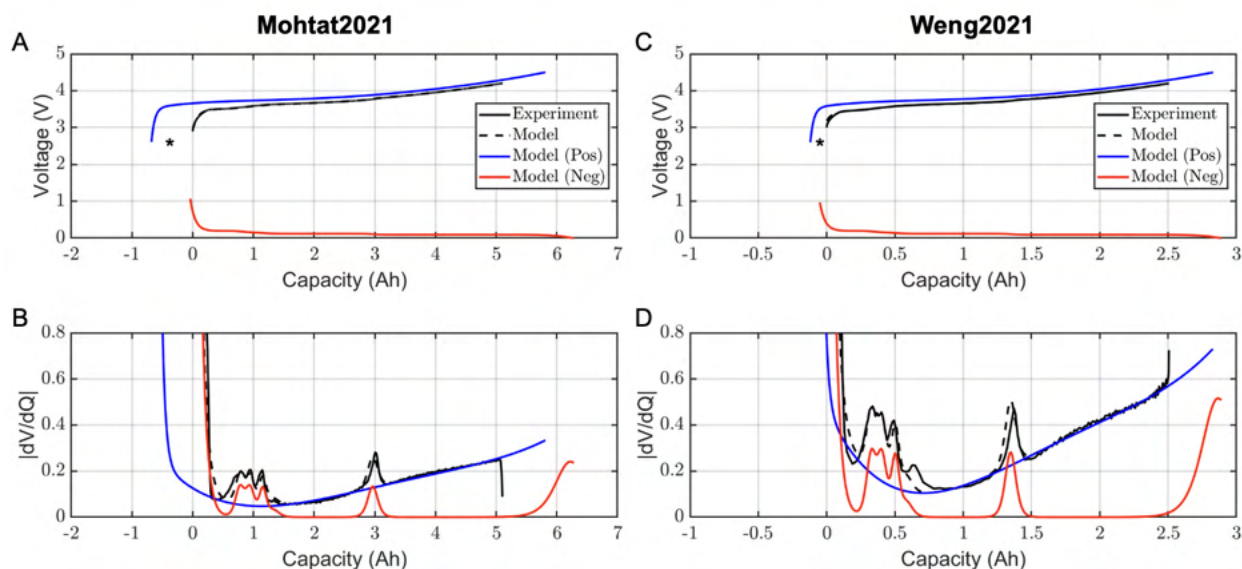 Mohtat2021
A
Voltage (V)
5
4
3
2
1
0
*
Experiment
Model
Model (Pos)
Model (Neg)
-2 -1 0 1 2 3 4 5 6 7
Capacity (Ah)
B
|dV/dQ|
0.8
0.6
0.4
0.2
0
-2 -1 0 1 2 3 4 5 6 7
Capacity (Ah)
Weng2021
C
Voltage (V)
5
4
3
2
1
0
*
Experiment
Model
Model (Pos)
Model (Neg)
-1 -0.5 0 0.5 1 1.5 2 2.5 3
Capacity (Ah)
D
|dV/dQ|
0.8
0.6
0.4
0.2
0
-1 -0.5 0 0.5 1 1.5 2 2.5 3
Capacity (Ah)